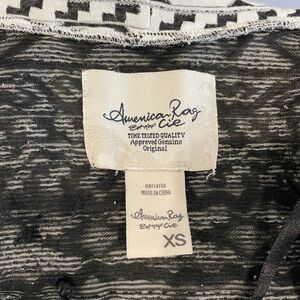 American Rag
Cie
TIME TESTED QUALITY
Approved Genuine
Original
MADE IN CHINA
American Rag
Cie
XS